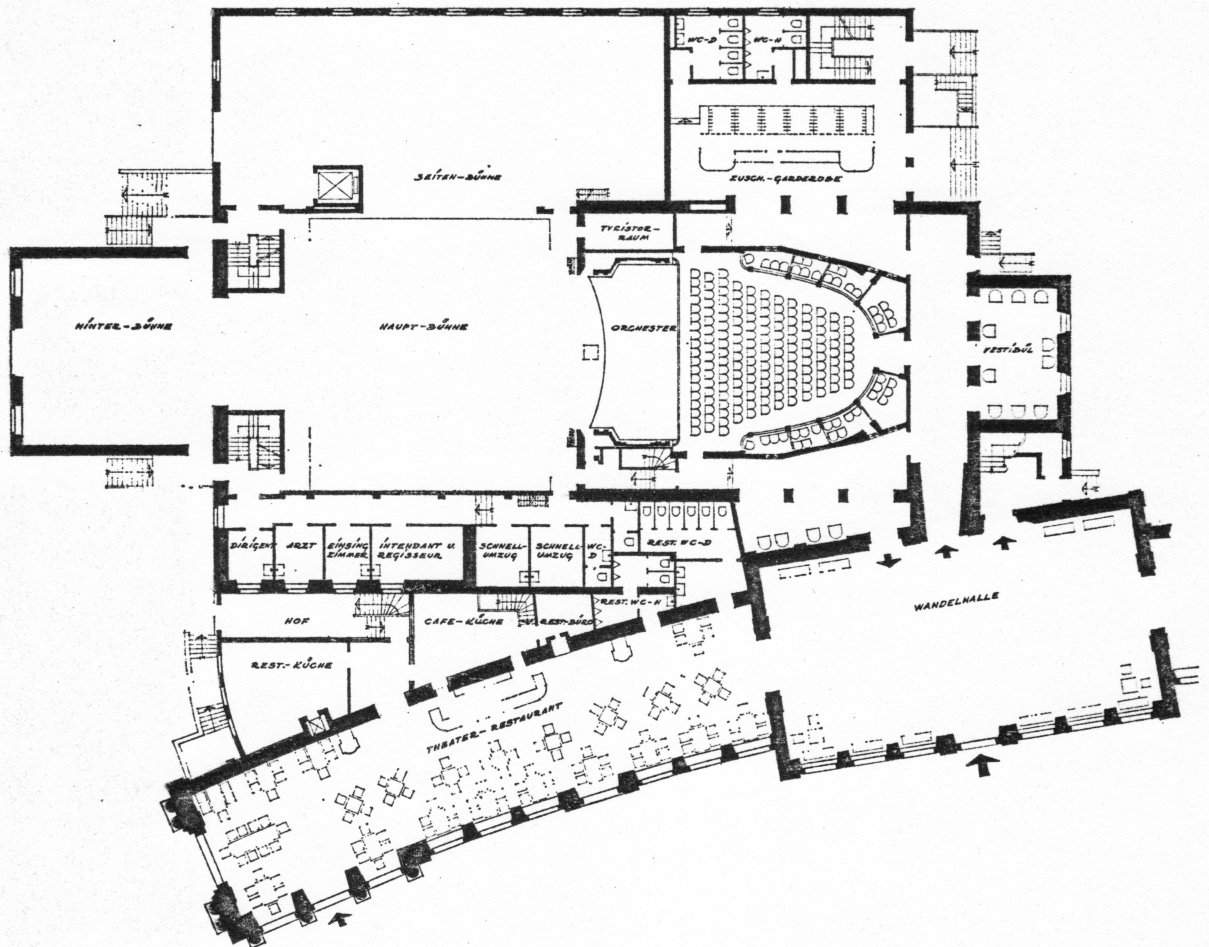 WC-D
WC-H
SEITEN-BÜHNE
ZUSCH.-GARDEROBE
TYRISTOR-
RAUM
HINTER-BÜHNE
HAUPT-BÜHNE
ORCHESTER
VESTIBÜL
DIRIGENT
ARZT
EINSING
ZIMMER
INTENDANT U.
REGISSEUR
SCHNELL-
UMZUG
SCHNELL-
UMZUG
WC-
D
REST. WC-D
REST. WC-H
WANDELHALLE
HOF
CAFE-KÜCHE
REST-BÜRO
REST.-KÜCHE
THEATER-RESTAURANT